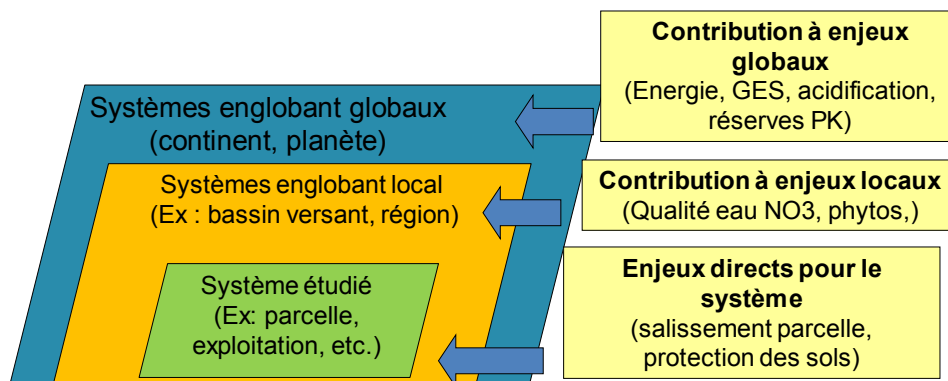 Systèmes englobant globaux
(continent, planète)
Systèmes englobant local
(Ex : bassin versant, région)
Système étudié
(Ex: parcelle,
exploitation, etc.)
Contribution à enjeux
globaux
(Energie, GES, acidification,
réserves PK)
Contribution à enjeux locaux
(Qualité eau NO3, phytos,)
Enjeux directs pour le
système
(salissement parcelle,
protection des sols)